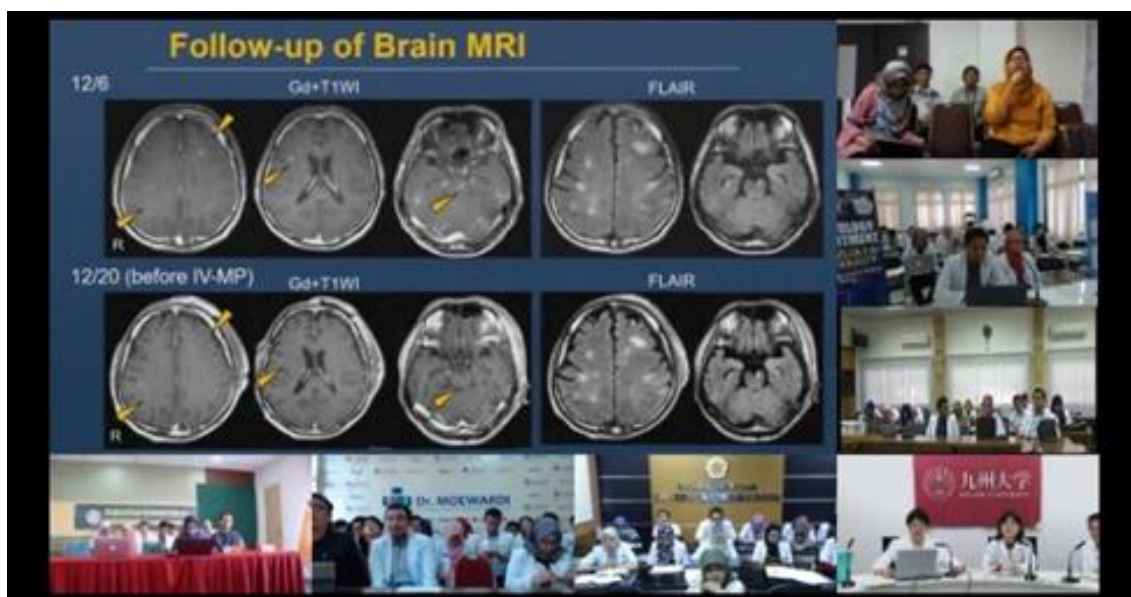 Follow-up of Brain MRI
12/6
Gd+T1WI
FLAIR
R
12/20 (before IV-MP)
Gd+T1WI
FLAIR
R
Dr. MOEWARDI
九州大学